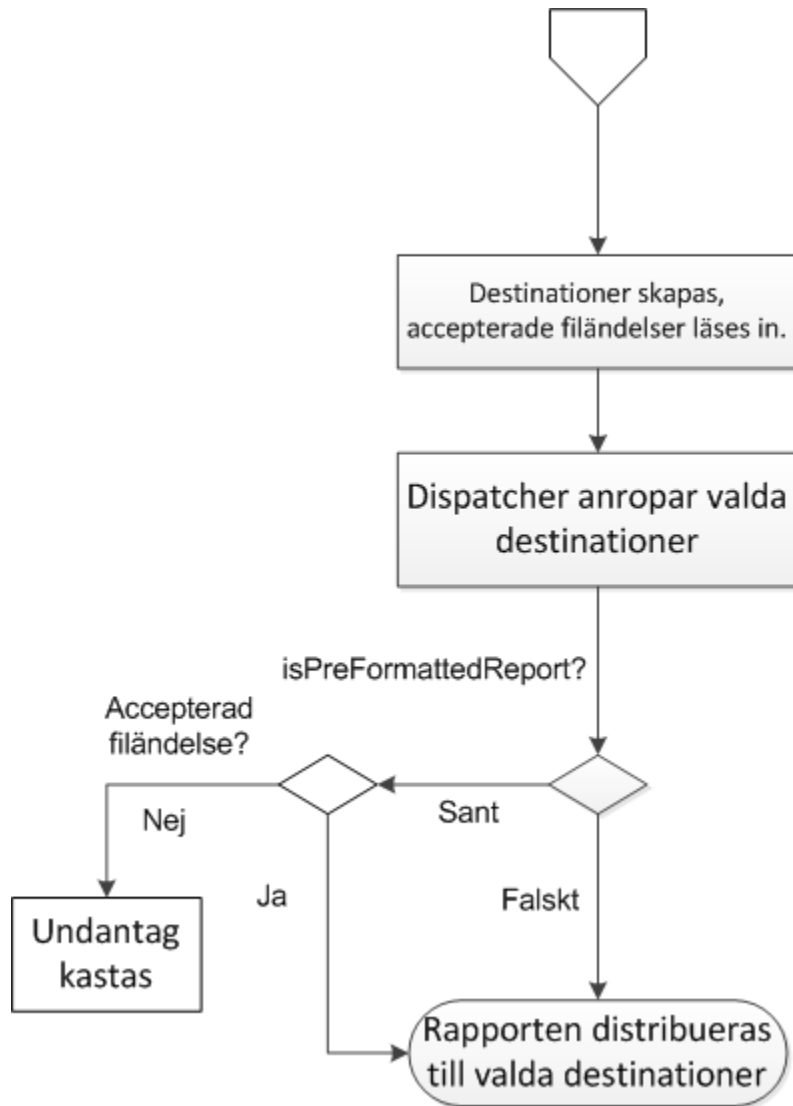 Destinationer skapas,
accepterade filändelser läses in.
Dispatcher anropar valda
destinationer
isPreFormattedReport?
Accepterad
filändelse?
Sant
Nej
Ja
Falskt
Undantag
kastas
Rapporten distribueras
till valda destinationer